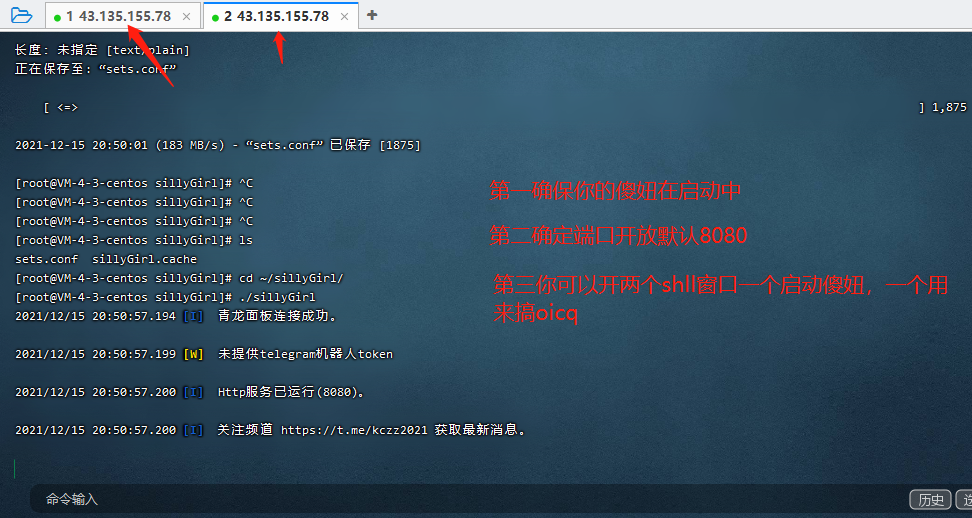 1 43.135.155.78 × 2 43.135.155.78 × +
长度: 未指定 [text/plain]
正在保存至: “sets.conf”
[ <=> ] 1,875
2021-12-15 20:50:01 (183 MB/s) - “sets.conf” 已保存 [1875]
[root@VM-4-3-centos sillyGirl]# ^C
[root@VM-4-3-centos sillyGirl]# ^C
[root@VM-4-3-centos sillyGirl]# ^C
[root@VM-4-3-centos sillyGirl]# ls
sets.conf sillyGirl.cache
[root@VM-4-3-centos sillyGirl]# cd ~/sillyGirl/
[root@VM-4-3-centos sillyGirl]# ./sillyGirl
2021/12/15 20:50:57.194 [I] 青龙面板连接成功。
2021/12/15 20:50:57.199 [W] 未提供telegram机器人token
2021/12/15 20:50:57.200 [I] Http服务已运行(8080)。
2021/12/15 20:50:57.200 [I] 关注频道 https://t.me/kczz2021 获取最新消息。
第一确保你的傻妞在启动中
第二确定端口开放默认8080
第三你可以开两个shll窗口一个启动傻妞，一个用
来搞oicq
命令输入
历史